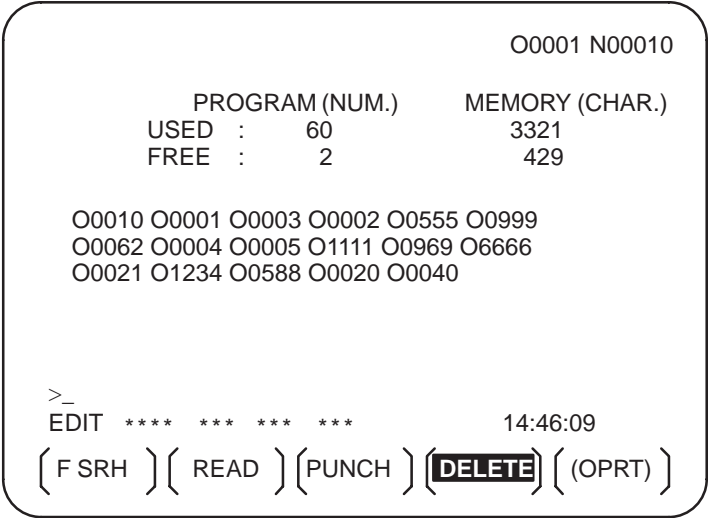 O0001 N00010
PROGRAM (NUM.) MEMORY (CHAR.)
USED : 60 3321
FREE : 2 429
O0010 O0001 O0003 O0002 O0555 O0999
O0062 O0004 O0005 O1111 O0969 O6666
O0021 O1234 O0588 O0020 O0040
>_
EDIT **** *** *** *** 14:46:09
F SRH READ PUNCH DELETE (OPRT)